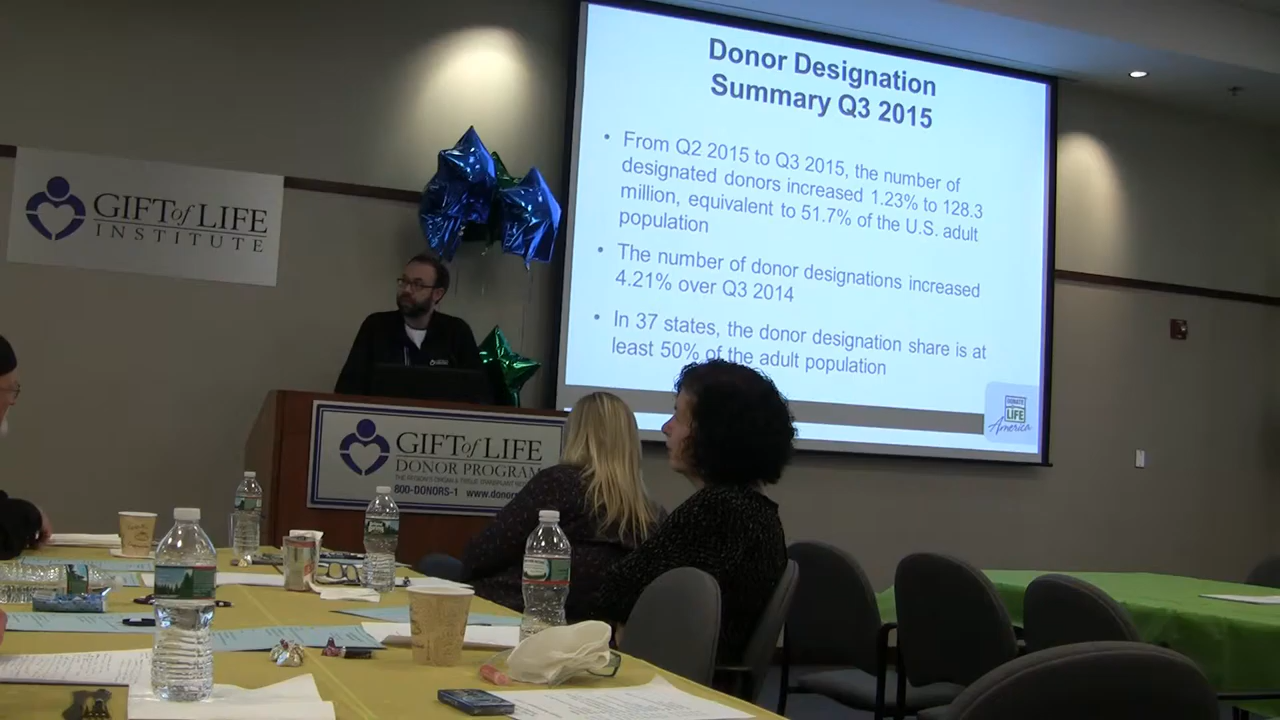 Donor Designation
Summary Q3 2015
• From Q2 2015 to Q3 2015, the number of
designated donors increased 1.23% to 128.3
million, equivalent to 51.7% of the U.S. adult
population
• The number of donor designations increased
4.21% over Q3 2014
• In 37 states, the donor designation share is at
least 50% of the adult population
DONATE
LIFE
America
GIFT of LIFE
INSTITUTE
GIFT of LIFE
DONOR PROGRAM
800-DONORS-1 www.donors